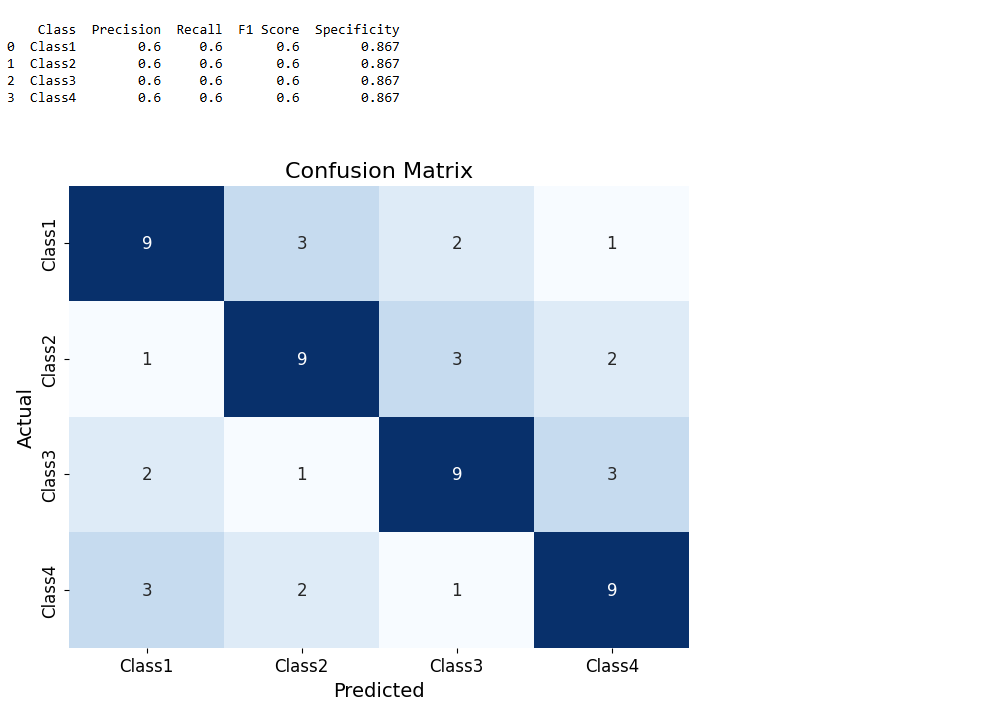 Class Precision Recall F1 Score Specificity
0 Class1 0.6 0.6 0.6 0.867
1 Class2 0.6 0.6 0.6 0.867
2 Class3 0.6 0.6 0.6 0.867
3 Class4 0.6 0.6 0.6 0.867
Confusion Matrix
Class1 9 3 2 1
Class2 1 9 3 2
Class3 2 1 9 3
Class4 3 2 1 9
Actual
Class1 Class2 Class3 Class4
Predicted